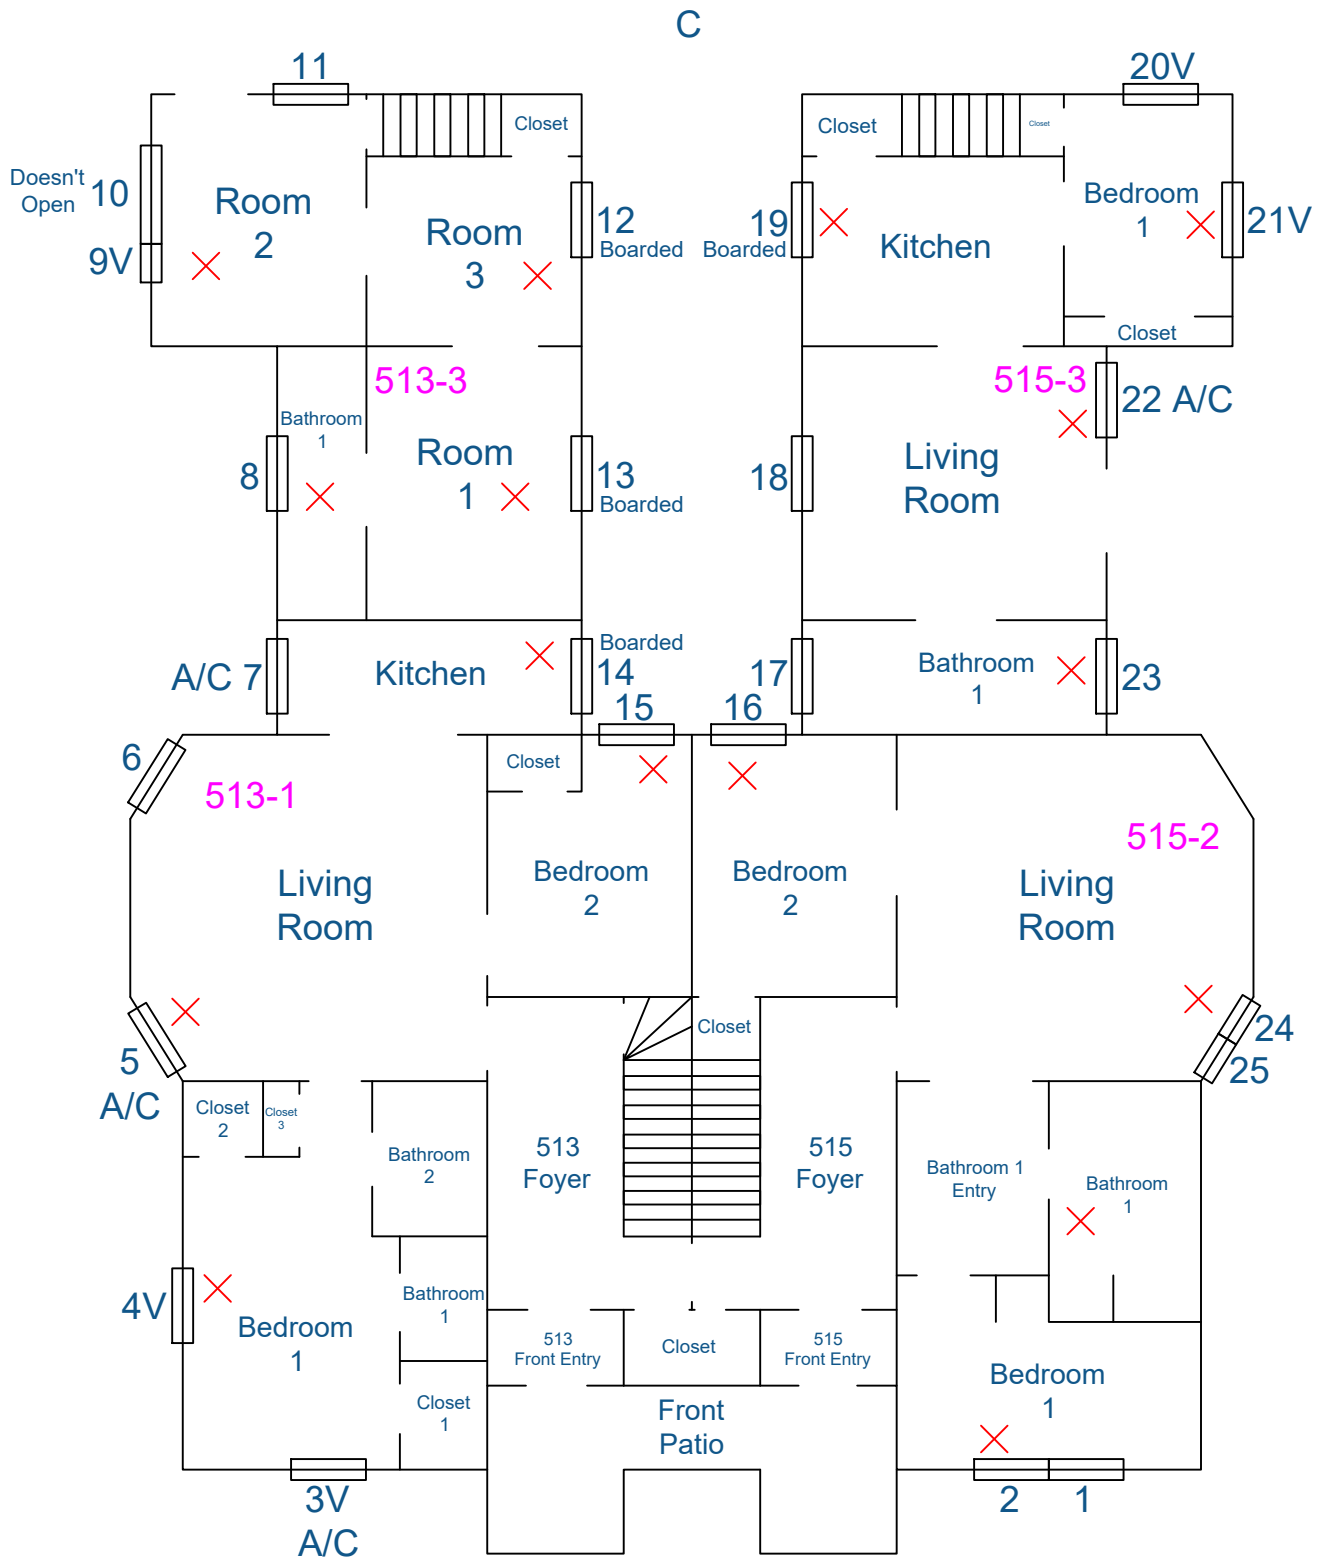 C
11
20V
Closet
Closet
Closet
Doesn't
Open
10
Room
2
Room
3
12
Boarded
19
Boarded
Kitchen
Bedroom
1
21V
9V
Closet
513-3
515-3
22 A/C
Bathroom
1
8
Room
1
13
Boarded
18
Living
Room
A/C 7
Kitchen
Boarded
14
15
16
17
Bathroom
1
23
6
513-1
Closet
515-2
Living
Room
Bedroom
2
Bedroom
2
Living
Room
5
A/C
Closet
24
25
Closet
2
Closet
3
Bathroom
2
513
Foyer
515
Foyer
Bathroom 1
Entry
Bathroom
1
4V
Bedroom
1
Bathroom
1
513
Front Entry
Closet
515
Front Entry
Bedroom
1
Closet
1
Front
Patio
3V
A/C
2
1